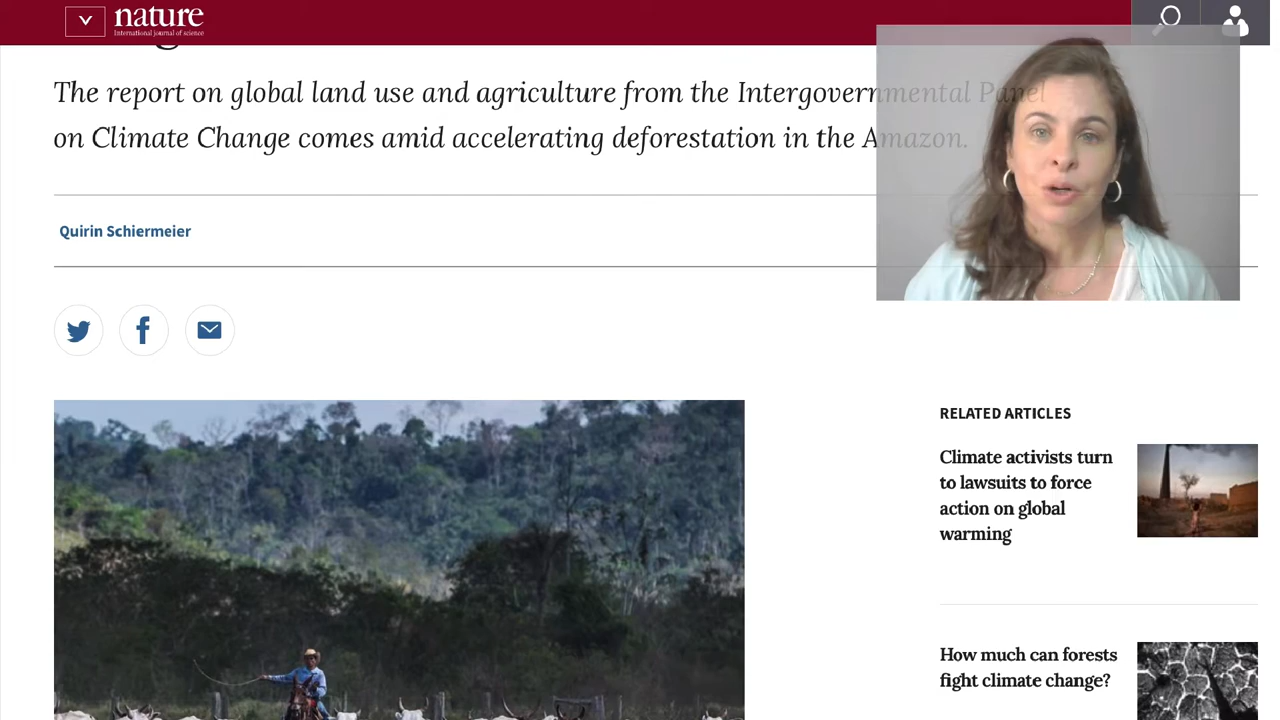 nature
International journal of science
The report on global land use and agriculture from the Intergovernmental Panel
on Climate Change comes amid accelerating deforestation in the Amazon.
Quirin Schiermeier
RELATED ARTICLES
Climate activists turn
to lawsuits to force
action on global
warming
How much can forests
fight climate change?